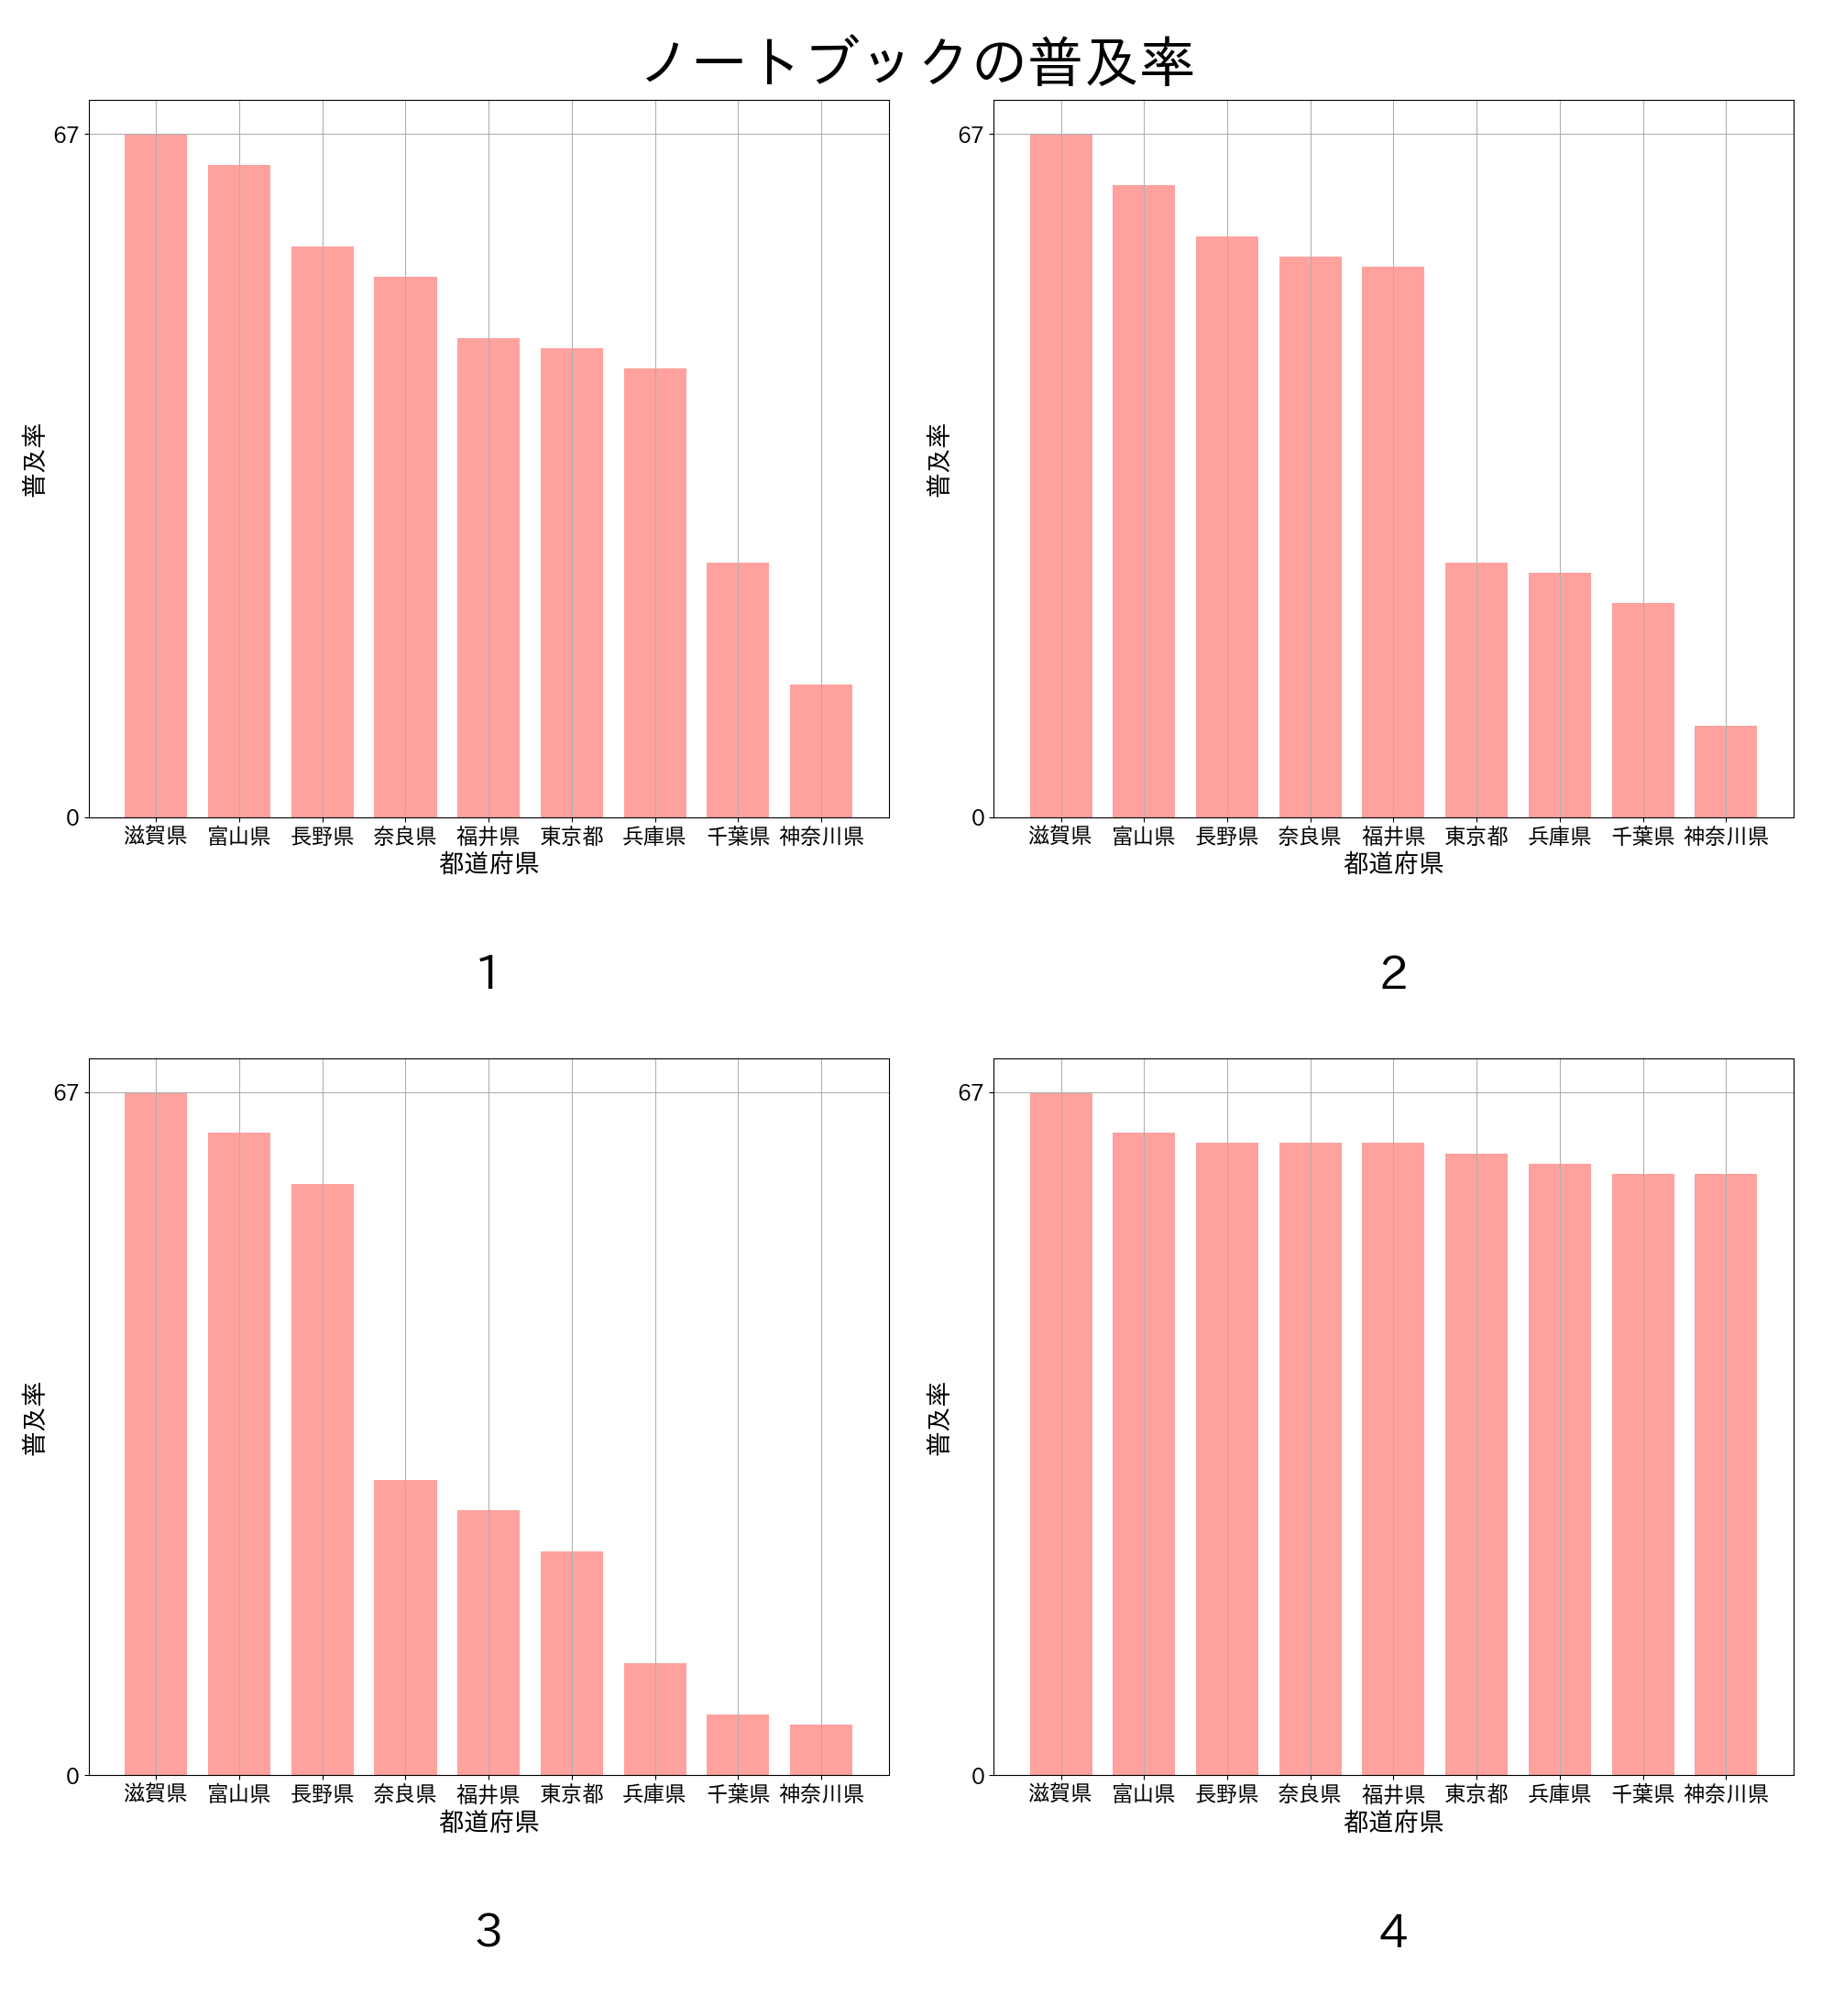 ノートブックの普及率
67
0
普及率
滋賀県 富山県 長野県 奈良県 福井県 東京都 兵庫県 千葉県 神奈川県
都道府県
1
67
0
普及率
滋賀県 富山県 長野県 奈良県 福井県 東京都 兵庫県 千葉県 神奈川県
都道府県
2
67
0
普及率
滋賀県 富山県 長野県 奈良県 福井県 東京都 兵庫県 千葉県 神奈川県
都道府県
3
67
0
普及率
滋賀県 富山県 長野県 奈良県 福井県 東京都 兵庫県 千葉県 神奈川県
都道府県
4